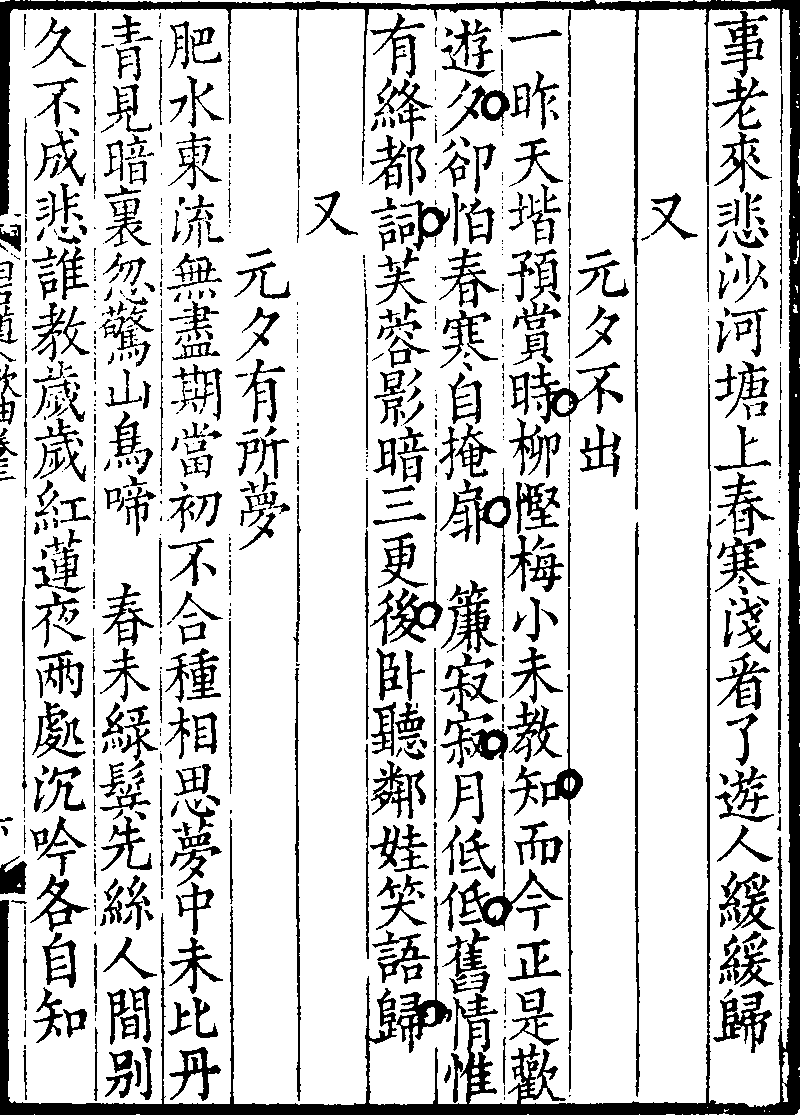 事老來悲沙河塘上春寒淺看了遊人緩緩歸
又
元夕不出
一昨天堦預賞時柳慳梅小未教知而今正是歡
遊夕卻怕春寒自掩扉　簾寂寂月低低舊情惟
有絳都詞芙蓉影暗三更後卧聽鄰娃笑語歸
又
元夕有所夢
肥水東流無盡期當初不合種相思夢中未比丹
青見暗裏忽驚山鳥啼　春未綠鬢先絲人間别
久不成悲誰教歲歲紅蓮夜兩處沉吟各自知